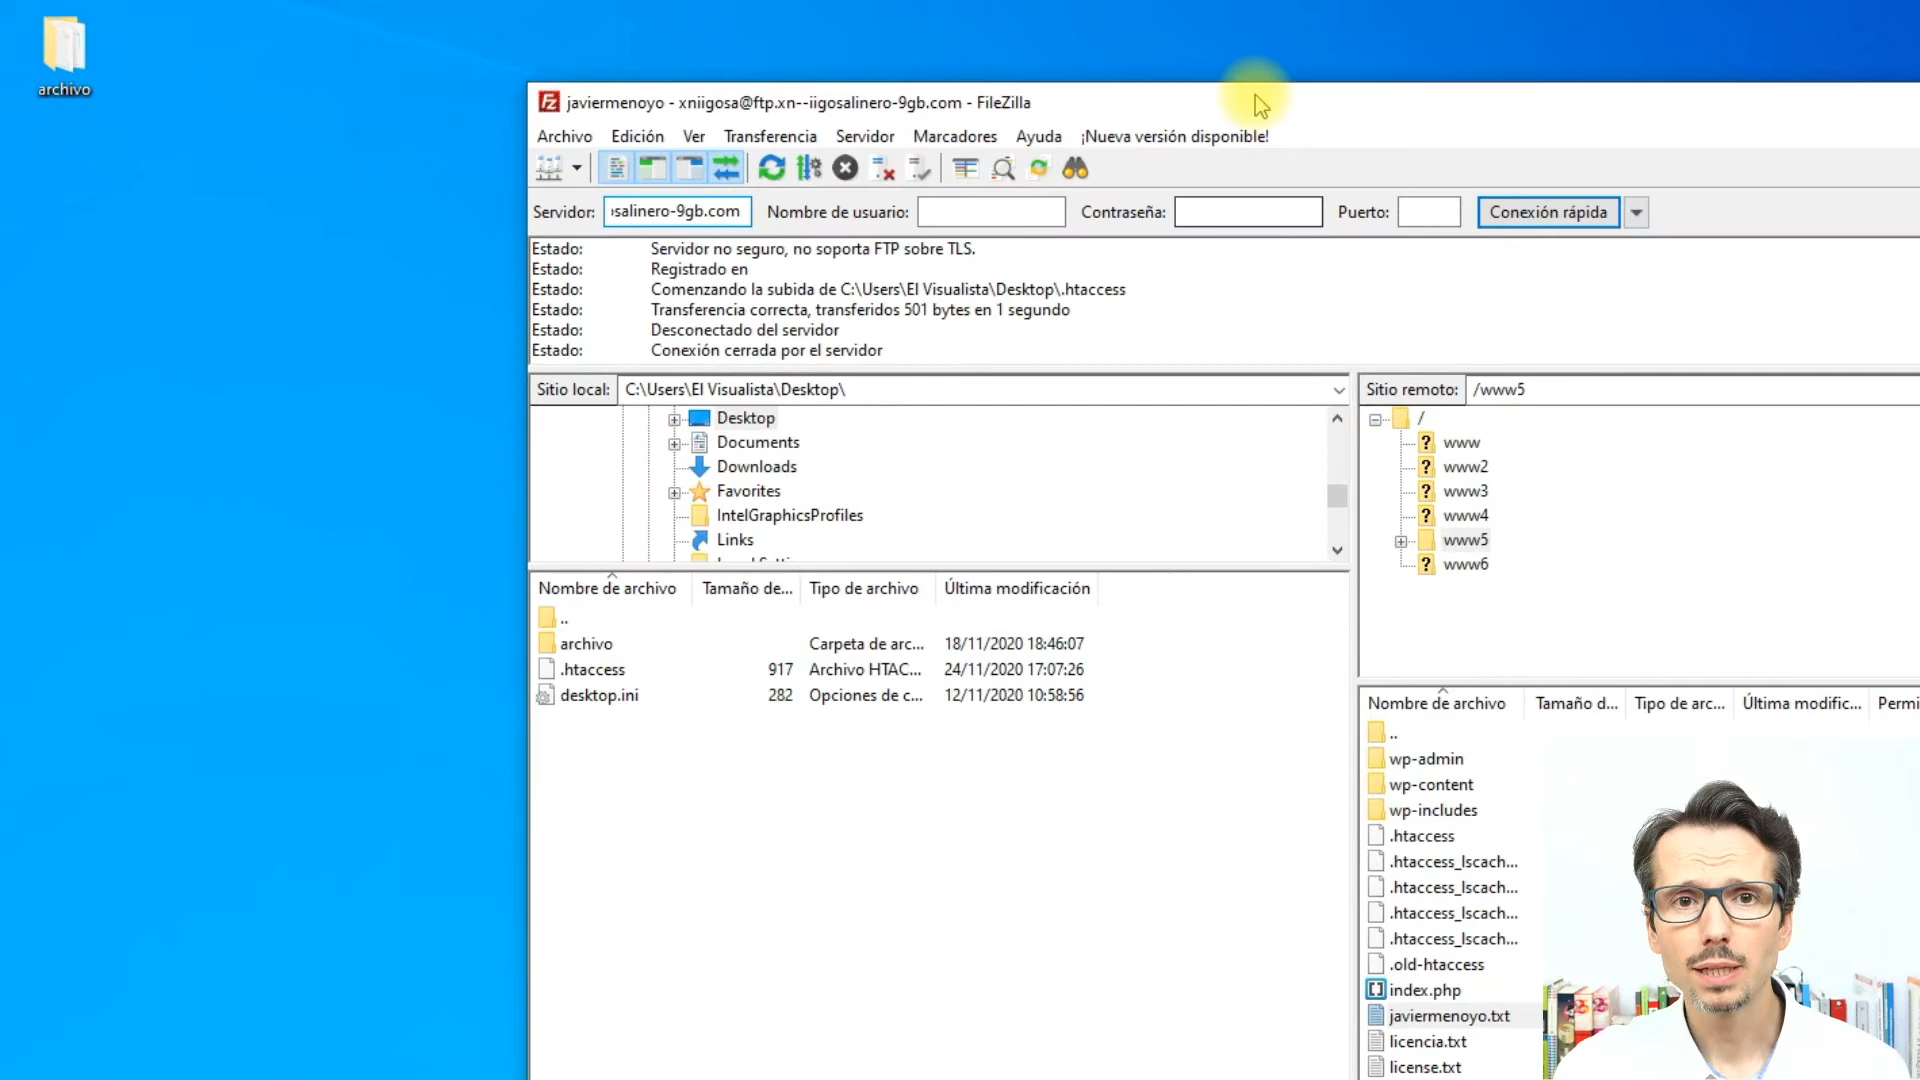 archivo
javiermenoyo - xniigosa@ftp.xn--iigosalinero-9gb.com - FileZilla
Archivo Edición Ver Transferencia Servidor Marcadores Ayuda ¡Nueva versión disponible!
Servidor: salinero-9gb.com Nombre de usuario: Contraseña: Puerto: Conexión rápida
Estado: Servidor no seguro, no soporta FTP sobre TLS.
Estado: Registrado en
Estado: Comenzando la subida de C:\Users\El Visualista\Desktop\.htaccess
Estado: Transferencia correcta, transferidos 501 bytes en 1 segundo
Estado: Desconectado del servidor
Estado: Conexión cerrada por el servidor
Sitio local: C:\Users\El Visualista\Desktop\
Desktop
Documents
Downloads
Favorites
IntelGraphicsProfiles
Links
Nombre de archivo Tamaño de... Tipo de archivo Última modificación
..
archivo Carpeta de arc... 18/11/2020 18:46:07
.htaccess 917 Archivo HTAC... 24/11/2020 17:07:26
desktop.ini 282 Opciones de c... 12/11/2020 10:58:56
Sitio remoto: /www5
/
www
www2
www3
www4
www5
www6
Nombre de archivo Tamaño d... Tipo de arc... Última modific... Permi
..
wp-admin
wp-content
wp-includes
.htaccess
.htaccess_lscach...
.htaccess_lscach...
.htaccess_lscach...
.htaccess_lscach...
.old-htaccess
index.php
javiermenoyo.txt
licencia.txt
license.txt